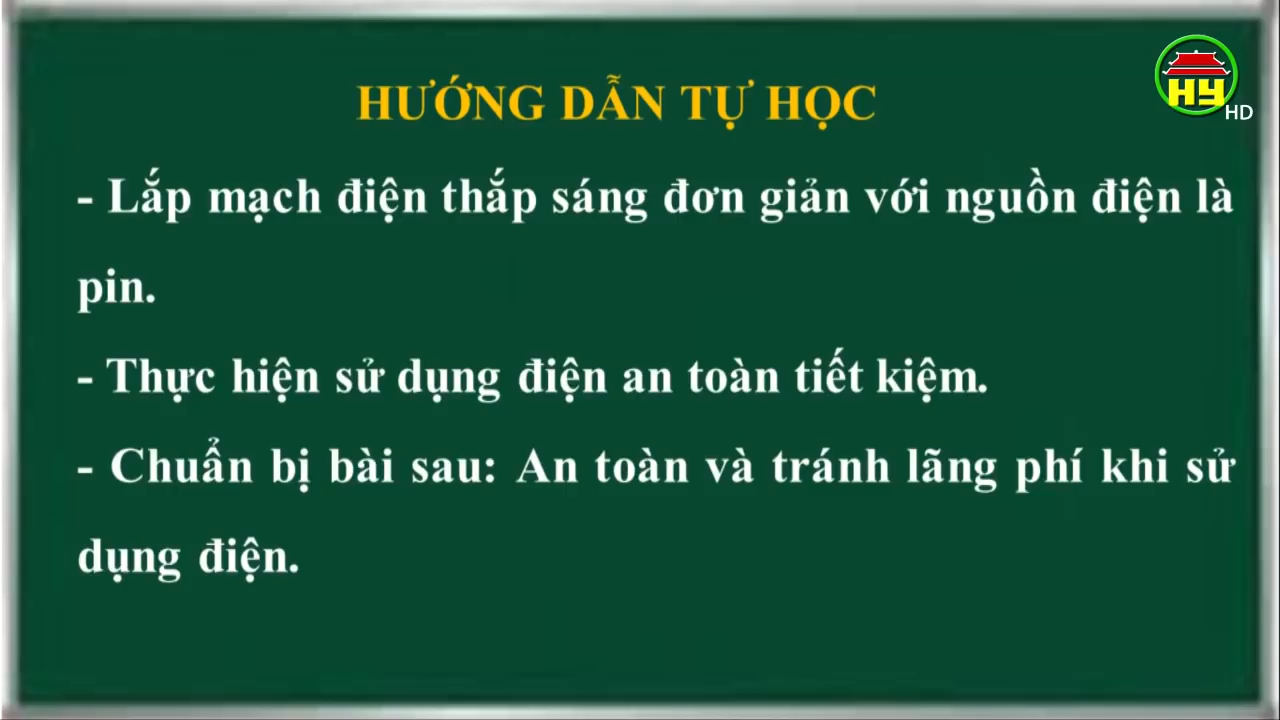 HY
HD
HƯỚNG DẪN TỰ HỌC
- Lắp mạch điện thắp sáng đơn giản với nguồn điện là
pin.
- Thực hiện sử dụng điện an toàn tiết kiệm.
- Chuẩn bị bài sau: An toàn và tránh lãng phí khi sử
dụng điện.